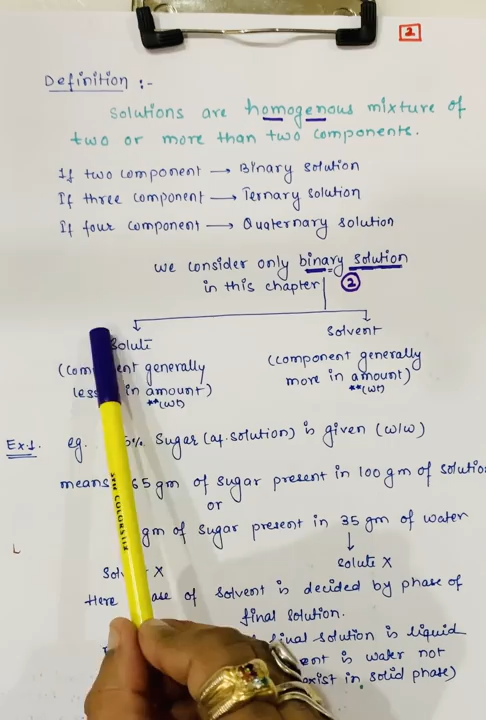 2
Definition :-
Solutions are homogenous mixture of
two or more than two components.
If two component → Binary solution
If three component → Ternary solution
If four component → Quaternary solution
we consider only binary solution
in this chapter 2
Solute
Solvent
(component generally
more in amount)
**(wt)
generally
in amount)
**(wt)
Ex.1. eg. 5% Sugar (aq. solution) is given (w/w)
means 65 gm of sugar present in 100 gm of solution
or
gm of sugar present in 35 gm of water
Solute X
X
Here of solvent is decided by phase of
final solution.
final solution is liquid
is water not
exist in solid phase)